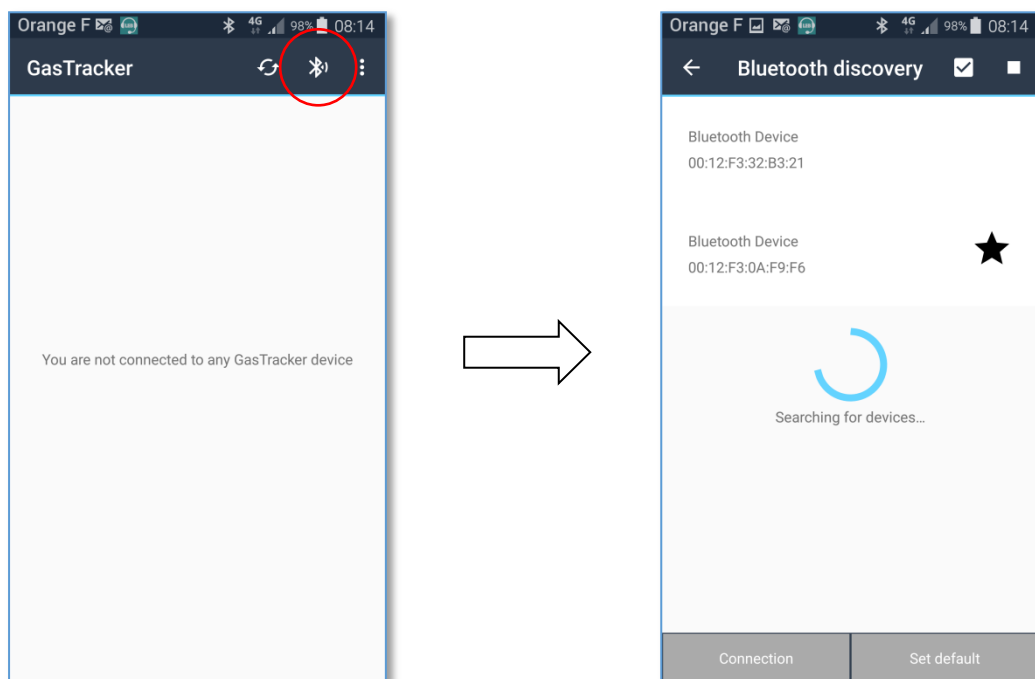 Orange F 4G 98% 08:14
GasTracker
You are not connected to any GasTracker device
Orange F 4G 98% 08:14
Bluetooth discovery
Bluetooth Device
00:12:F3:32:B3:21
Bluetooth Device
00:12:F3:0A:F9:F6
Searching for devices...
Connection Set default